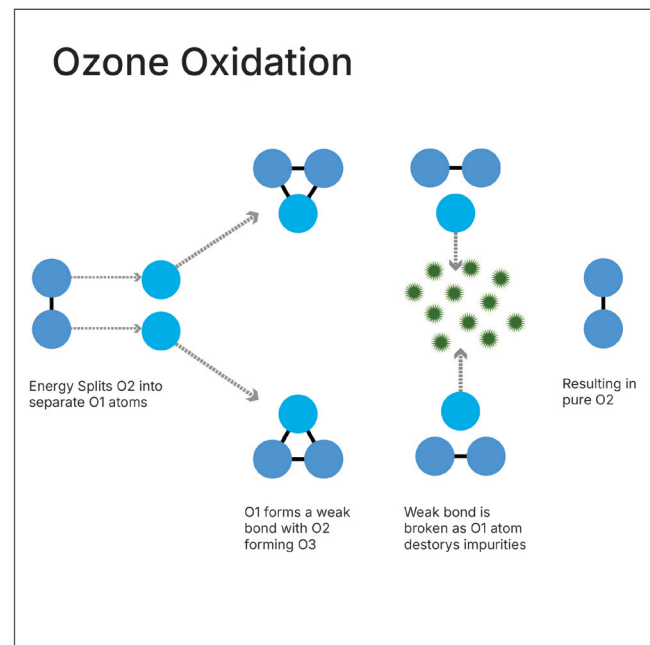 Ozone Oxidation
Energy Splits O2 into
separate O1 atoms
O1 forms a weak
bond with O2
forming O3
Weak bond is
broken as O1 atom
destorys impurities
Resulting in
pure O2